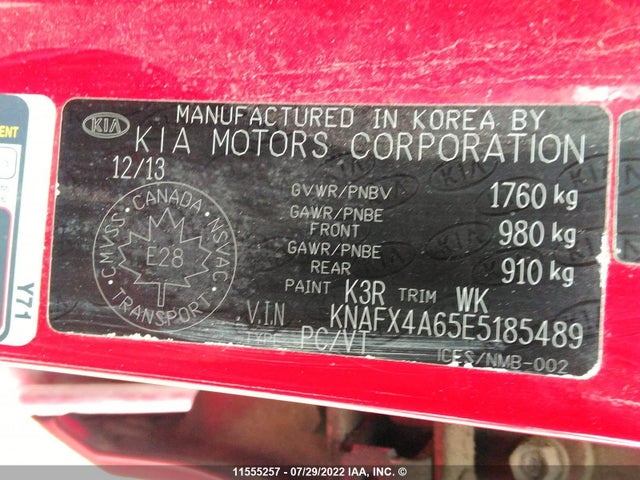 MANUFACTURED IN KOREA BY
KIA
KIA MOTORS CORPORATION
12/13
GVWR/PNBV 1760 kg
GAWR/PNBE
FRONT 980 kg
GAWR/PNBE
REAR 910 kg
PAINT K3R TRIM WK
V.I.N KNAFX4A65E5185489
TYPE PC/VT
ICES/NMB-002
CMVSS · CANADA · NSVAC
E28
TRANSPORT
ENT
Y71
11555257 - 07/29/2022 IAA, INC. ©